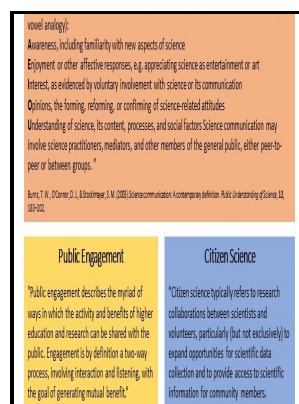 vowel analogy):
Awareness, including familiarity with new aspects of science
Enjoyment or other affective responses, e.g. appreciating science as entertainment or art
Interest, as evidenced by voluntary involvement with science or its communication
Opinions, the forming, reforming, or confirming of science-related attitudes
Understanding of science, its content, processes, and social factors Science communication may
involve science practitioners, mediators, and other members of the general public, either peer-to-
peer or between groups. "
Burns, T. W., O'Connor, D. J., & Stocklmayer, S. M. (2003) Science communication: A contemporary definition. Public Understanding of Science, 12,
183–202.
Public Engagement
"Public engagement describes the myriad of
ways in which the activity and benefits of higher
education and research can be shared with the
public. Engagement is by definition a two-way
process, involving interaction and listening, with
the goal of generating mutual benefit."
Citizen Science
"Citizen science typically refers to research
collaborations between scientists and
volunteers, particularly (but not exclusively) to
expand opportunities for scientific data
collection and to provide access to scientific
information for community members.